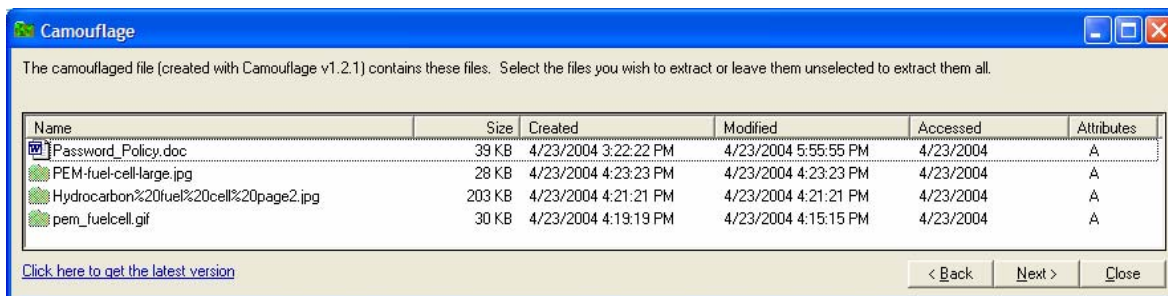 Camouflage
The camouflaged file (created with Camouflage v1.2.1) contains these files. Select the files you wish to extract or leave them unselected to extract them all.
Name Size Created Modified Accessed Attributes
Password_Policy.doc 39 KB 4/23/2004 3:22:22 PM 4/23/2004 5:55:55 PM 4/23/2004 A
PEM-fuel-cell-large.jpg 28 KB 4/23/2004 4:23:23 PM 4/23/2004 4:23:23 PM 4/23/2004 A
Hydrocarbon%20fuel%20cell%20page2.jpg 203 KB 4/23/2004 4:21:21 PM 4/23/2004 4:21:21 PM 4/23/2004 A
pem_fuelcell.gif 30 KB 4/23/2004 4:19:19 PM 4/23/2004 4:15:15 PM 4/23/2004 A
Click here to get the latest version < Back Next > Close